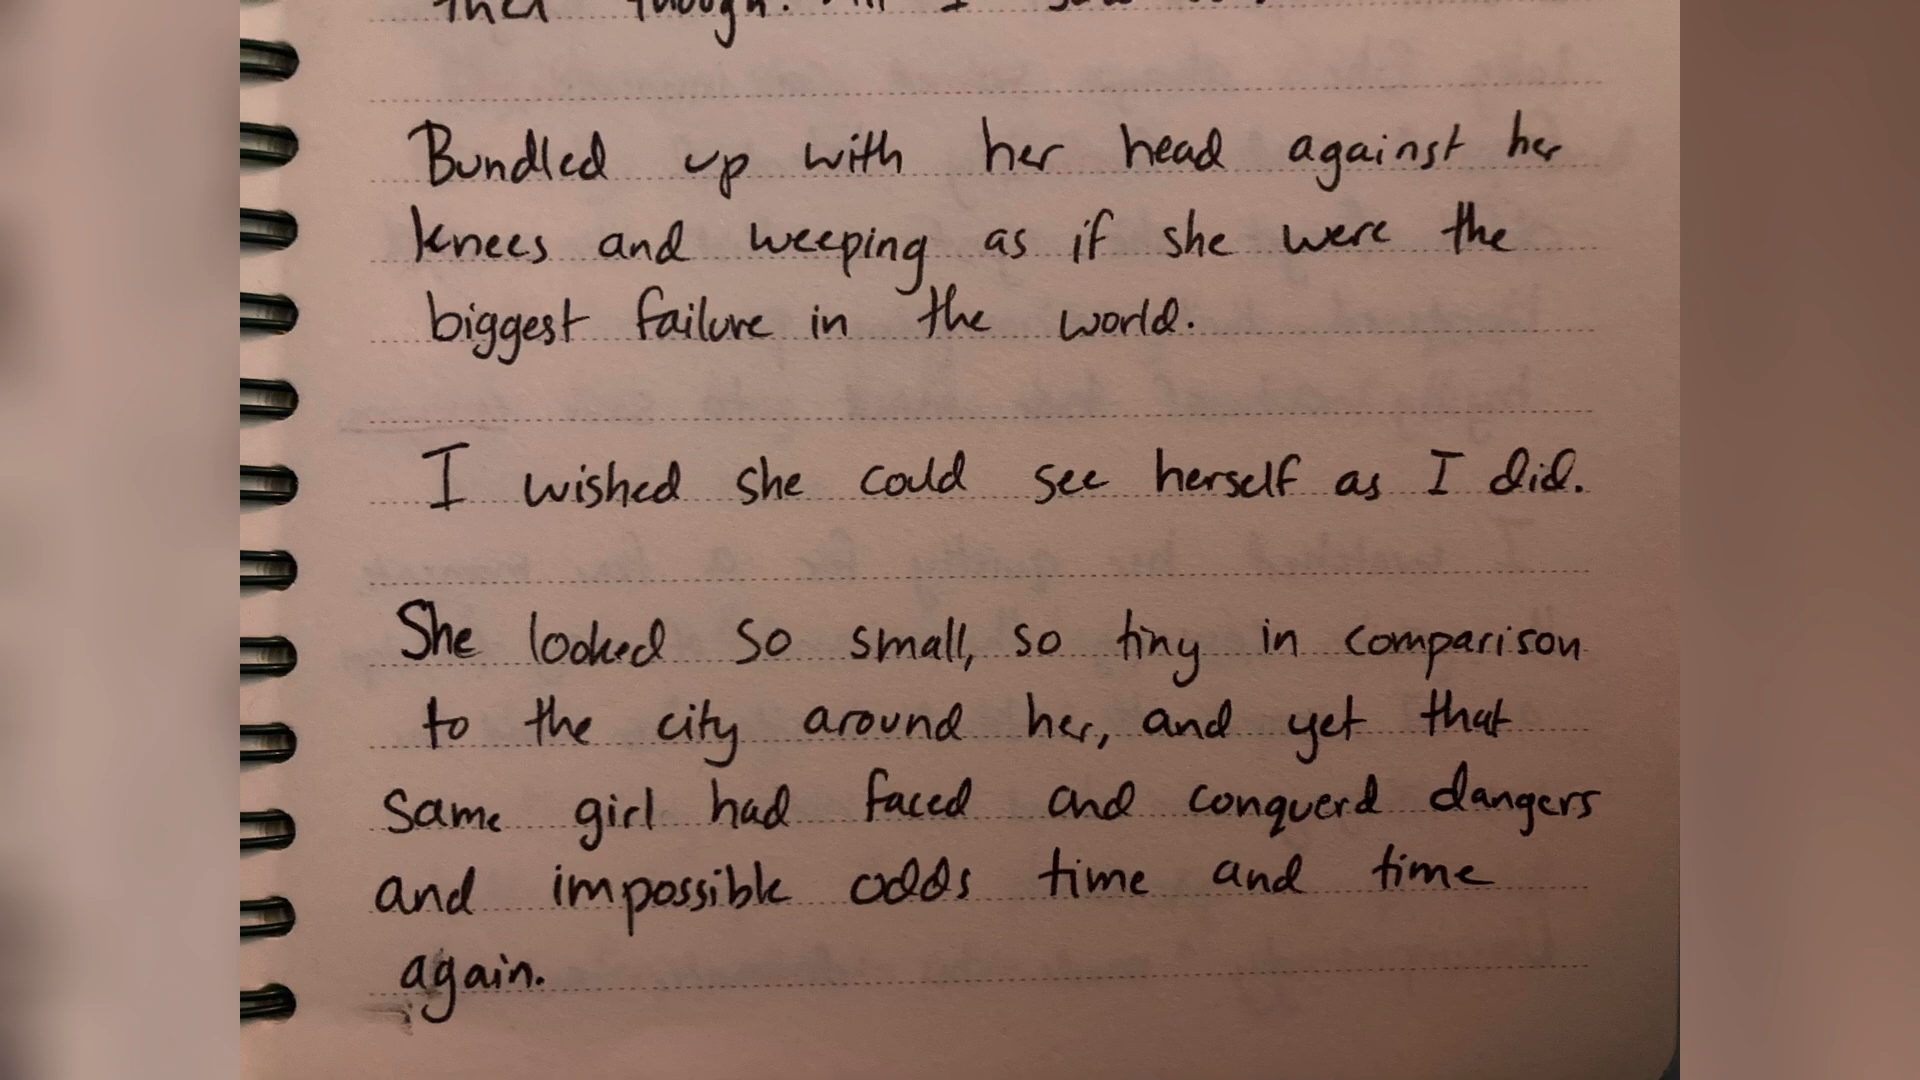 though.
Bundled up with her head against her
knees and weeping as if she were the
biggest failure in the world.
I wished she could see herself as I did.
She looked so small, so tiny in comparison
to the city around her, and yet that
same girl had faced and conquerd dangers
and impossible odds time and time
again.